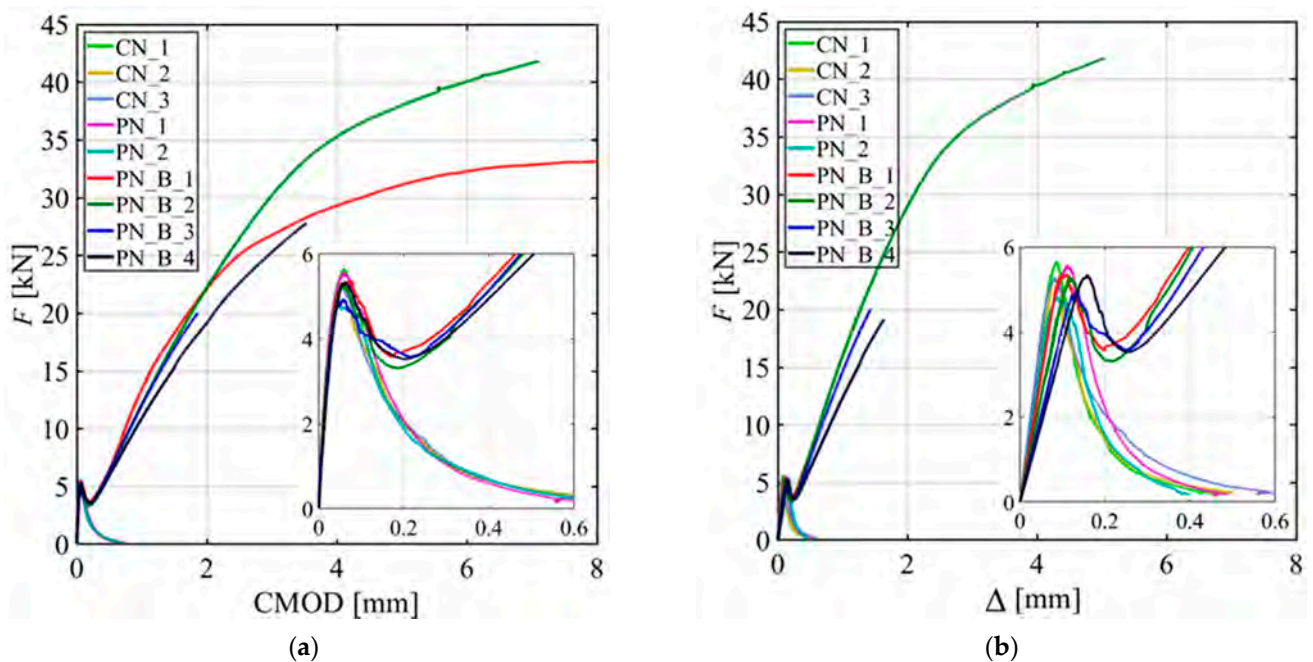 45
40
35
30
25
20
15
10
5
0
F [kN]
CN_1
CN_2
CN_3
PN_1
PN_2
PN_B_1
PN_B_2
PN_B_3
PN_B_4
6
4
2
0
0 0.2 0.4 0.6
0 2 4 6 8
CMOD [mm]
(a)
45
40
35
30
25
20
15
10
5
0
F [kN]
CN_1
CN_2
CN_3
PN_1
PN_2
PN_B_1
PN_B_2
PN_B_3
PN_B_4
6
4
2
0
0 0.2 0.4 0.6
0 2 4 6 8
Δ [mm]
(b)